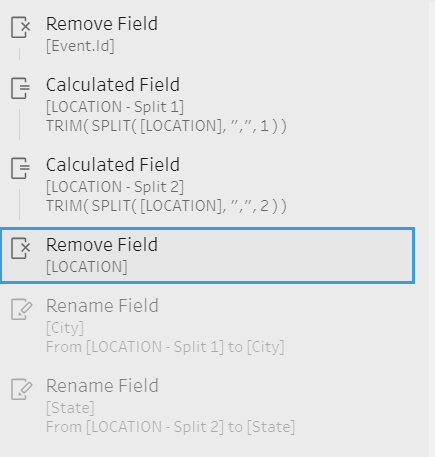 Remove Field
[Event.Id]
Calculated Field
[LOCATION - Split 1]
TRIM( SPLIT( [LOCATION], ",", 1 ) )
Calculated Field
[LOCATION - Split 2]
TRIM( SPLIT( [LOCATION], ",", 2 ) )
Remove Field
[LOCATION]
Rename Field
[City]
From [LOCATION - Split 1] to [City]
Rename Field
[State]
From [LOCATION - Split 2] to [State]